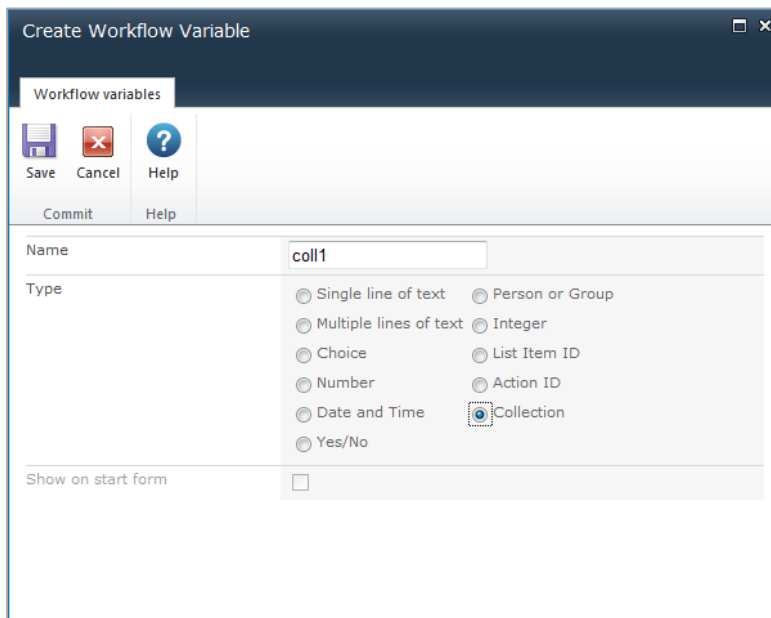 Create Workflow Variable
Workflow variables
Save Cancel Help
Commit Help
Name coll1
Type
Single line of text Person or Group
Multiple lines of text Integer
Choice List Item ID
Number Action ID
Date and Time Collection
Yes/No
Show on start form